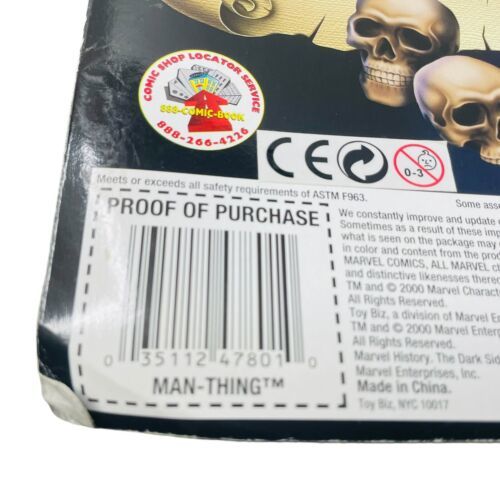 COMIC SHOP LOCATOR SERVICE
888-COMIC-BOOK
888-266-4226
CE
0-3
Meets or exceeds all safety requirements of ASTM F963.
Some asse
PROOF OF PURCHASE
0 35112 47801 0
MAN-THING™
We constantly improve and update
Sometimes as a result of these imp
what is seen on the package may
in color and content from the prod
MARVEL COMICS, ALL MARVEL c
and distinctive likenesses thereo
TM and © 2000 Marvel Charact
All Rights Reserved.
Toy Biz, a division of Marvel E
TM and © 2000 Marvel Enterp
All Rights Reserved.
Marvel History. The Dark Sid
Marvel Enterprises, Inc.
Made in China.
Toy Biz, NYC 10017